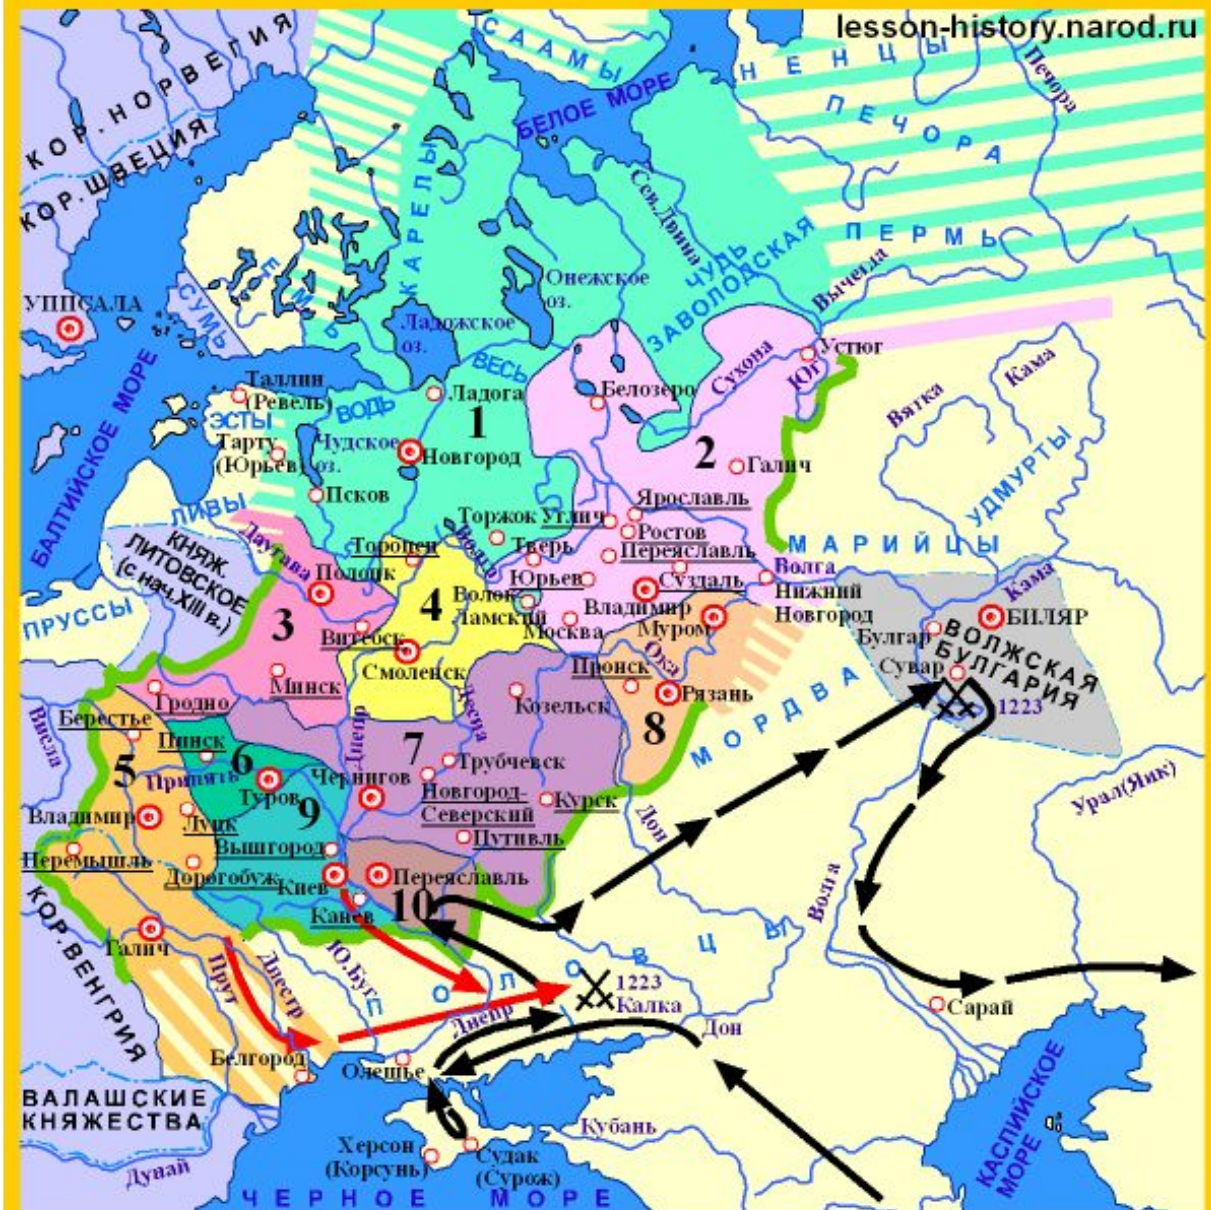 lesson-history.narod.ru
КОР. НОРВЕГИЯ
КОР. ШВЕЦИЯ
СААМЫ
НЕНЦЫ
ПЕЧОРА
Печора
БЕЛОЕ МОРЕ
КАРЕЛЫ
Сев. Двина
ПЕРМЬ
ЧУДЬ
ЗАВОЛОДСКАЯ
Вычегда
ЕМЬ
СУМЬ
УППСАЛА
Онежское
оз.
Ладожское
оз.
ВЕСЬ
Устюг
Юг
Сухона
Кама
Вятка
БАЛТИЙСКОЕ МОРЕ
Таллин
(Ревель)
ЭСТЫ
ВОДЬ
Ладога
Белозеро
1
Тарту
(Юрьев)
Чудское
оз.
Новгород
2
Галич
УДМУРТЫ
Псков
ЛИВЫ
Ярославль
Торжок
Углич
Ростов
Волга
Тверь
Переяславль
МАРИЙЦЫ
КНЯЖ.
ЛИТОВСКОЕ
(с нач.XIII в.)
Даугава
Торопец
Полоцк
Юрьев
Суздаль
Волга
Кама
Нижний
Новгород
ПРУССЫ
3
4
Волок
Ламский
Владимир
Москва
Муром
БИЛЯР
Булгар
ВОЛЖСКАЯ
БУЛГАРИЯ
Сувар
1223
Витебск
Смоленск
Пронск
Ока
Рязань
Минск
Гродно
Козельск
Десна
Днепр
8
МОРДВА
Висла
Берестье
Пинск
5
6
7
Припять
Туров
Чернигов
Трубчевск
Новгород-
Северский
Курск
Дон
Урал(Яик)
Владимир
Луцк
9
Путивль
Вышгород
Перемышль
Дорогобуж
Киев
Переяславль
10
Канев
Волга
КОР. ВЕНГРИЯ
Галич
Прут
Днестр
Ю.Буг
ПОЛОВЦЫ
1223
Калка
Днепр
Дон
Сарай
Белгород
Олешье
ВАЛАШСКИЕ
КНЯЖЕСТВА
Дунай
Херсон
(Корсунь)
Судак
(Сурож)
Кубань
КАСПИЙСКОЕ
МОРЕ
ЧЕРНОЕ МОРЕ